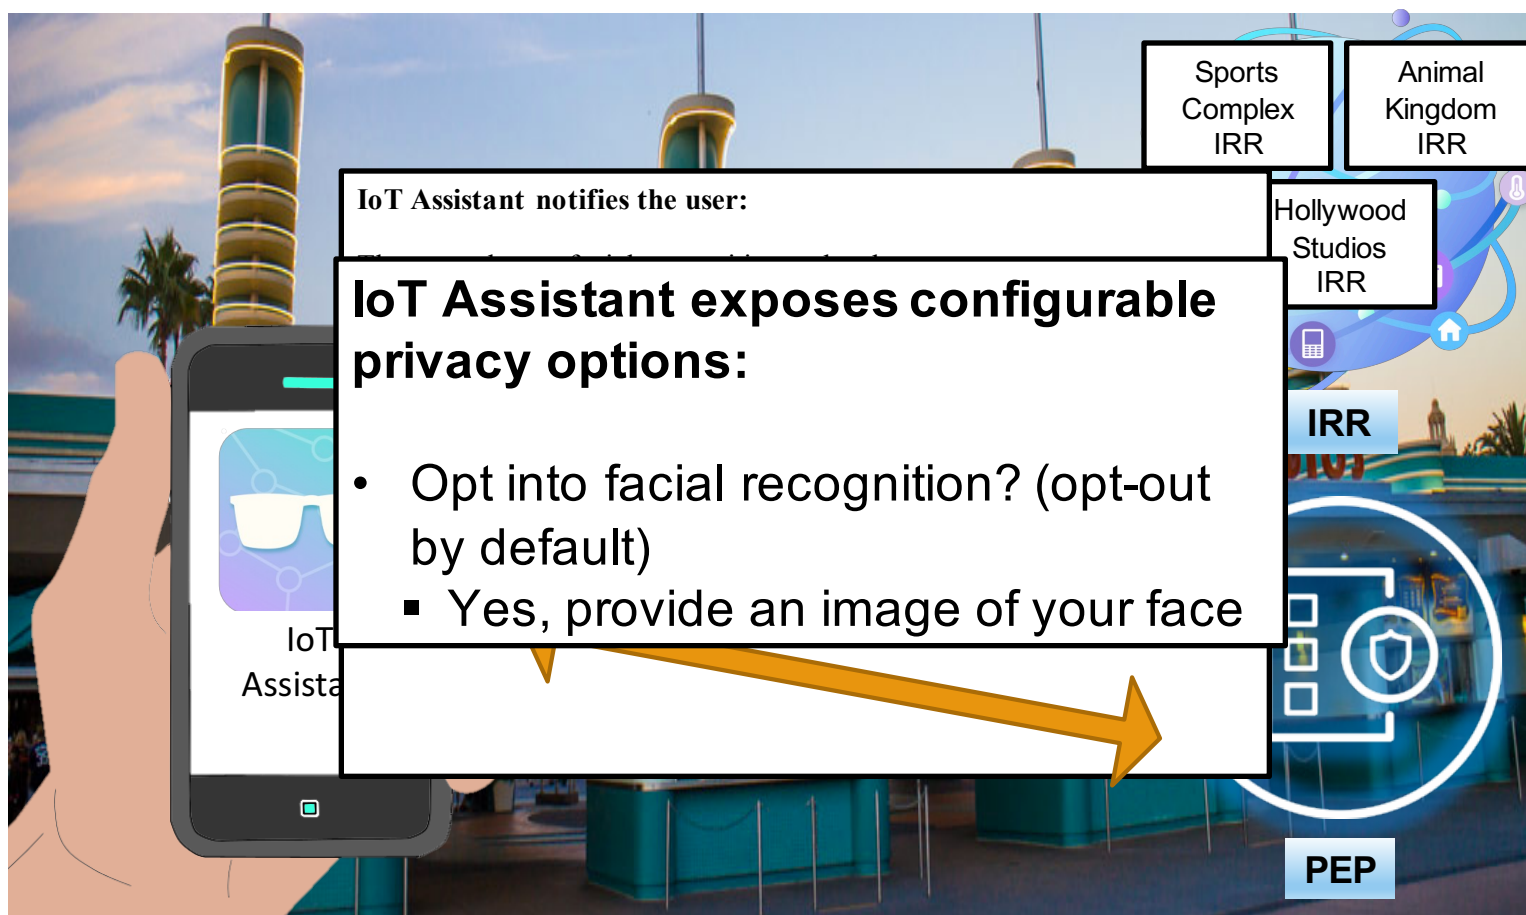 Sports
Complex
IRR
Animal
Kingdom
IRR
Hollywood
Studios
IRR
IoT Assistant notifies the user:
IoT Assistant exposes configurable
privacy options:
• Opt into facial recognition? (opt-out
by default)
▪ Yes, provide an image of your face
IRR
IoT
PEP